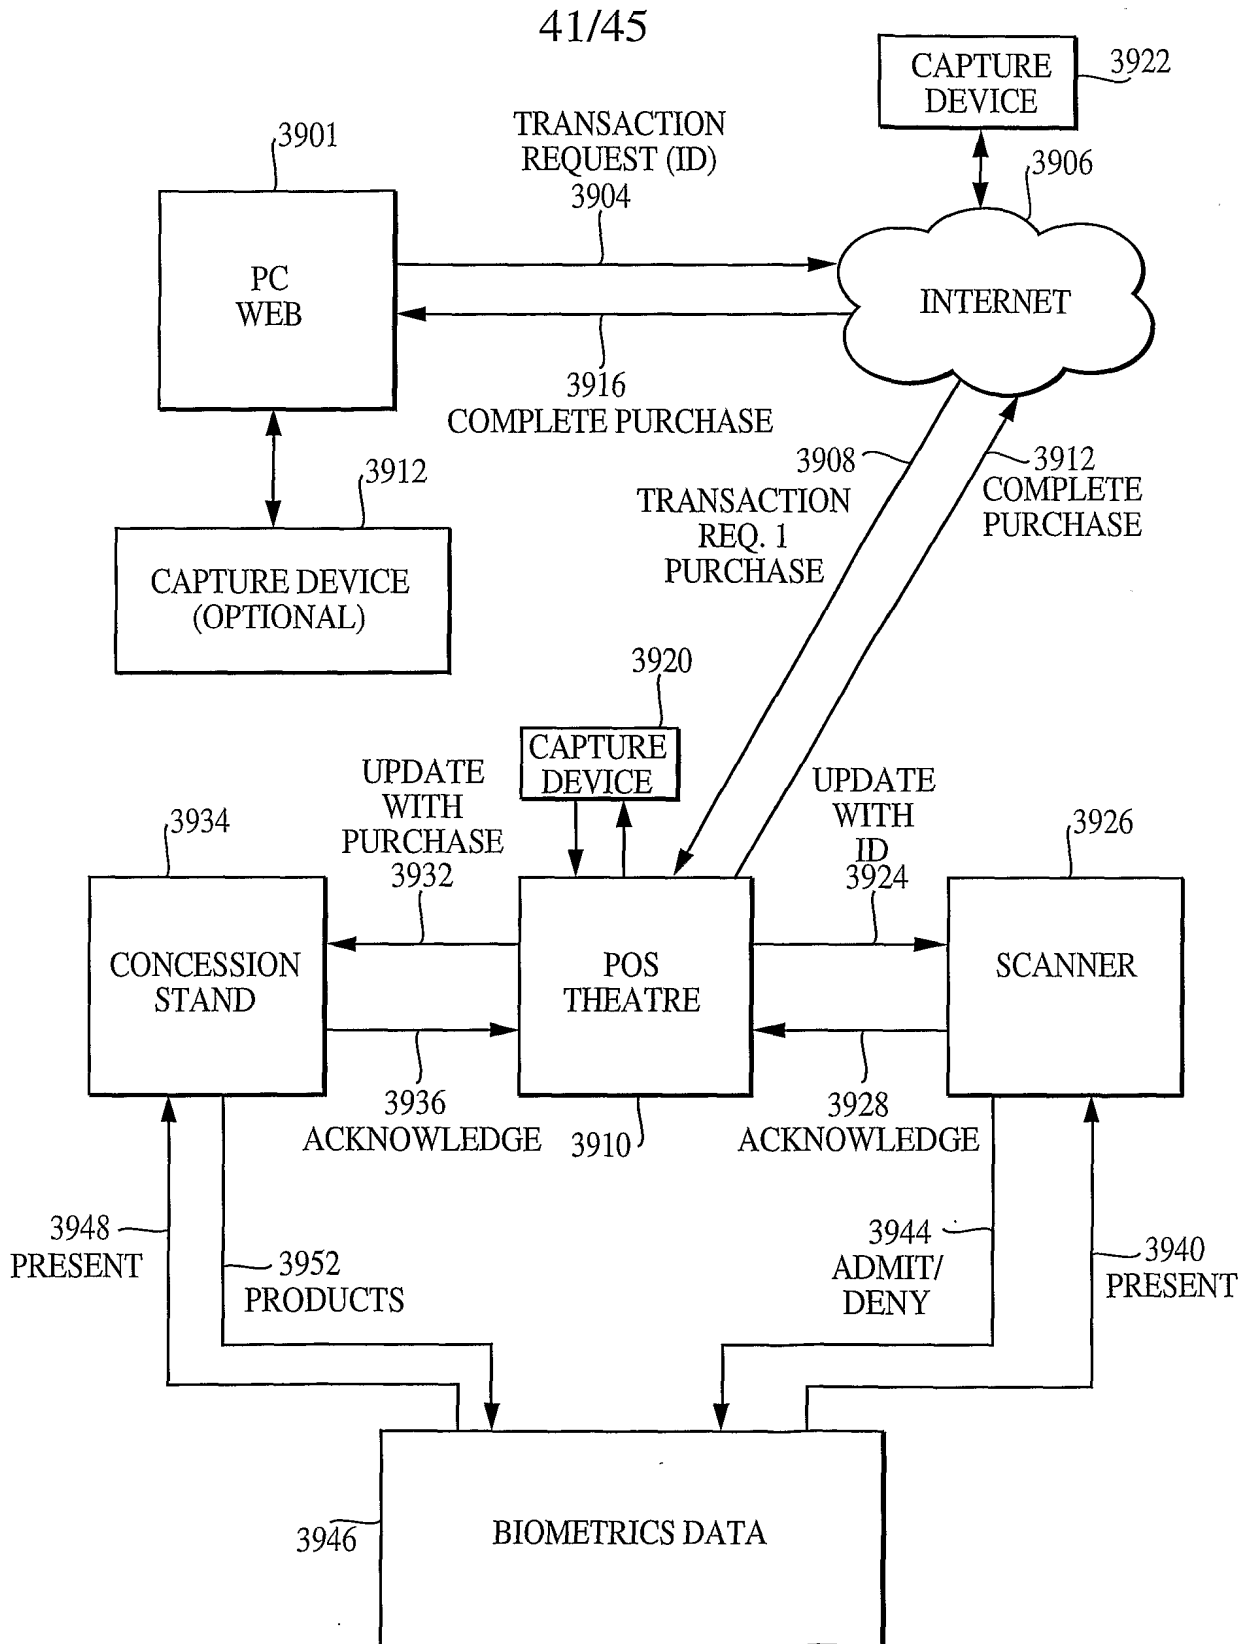 41/45
CAPTURE
DEVICE
3922
3901
TRANSACTION
REQUEST (ID)
3904
3906
PC
WEB
INTERNET
3916
COMPLETE PURCHASE
3908
TRANSACTION
REQ. 1
PURCHASE
3912
COMPLETE
PURCHASE
3912
CAPTURE DEVICE
(OPTIONAL)
3920
CAPTURE
DEVICE
UPDATE
WITH
PURCHASE
3932
UPDATE
WITH
ID
3924
3934
3926
CONCESSION
STAND
POS
THEATRE
SCANNER
3936
ACKNOWLEDGE
3910
3928
ACKNOWLEDGE
3948
PRESENT
3952
PRODUCTS
3944
ADMIT/
DENY
3940
PRESENT
3946
BIOMETRICS DATA